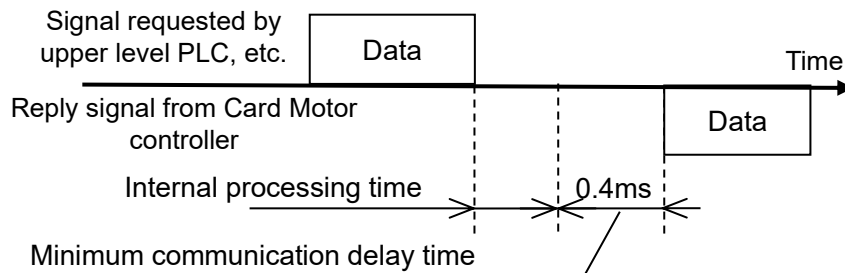 Signal requested by
upper level PLC, etc.
Data
Time
Reply signal from Card Motor
controller
Data
Internal processing time
0.4ms
Minimum communication delay time